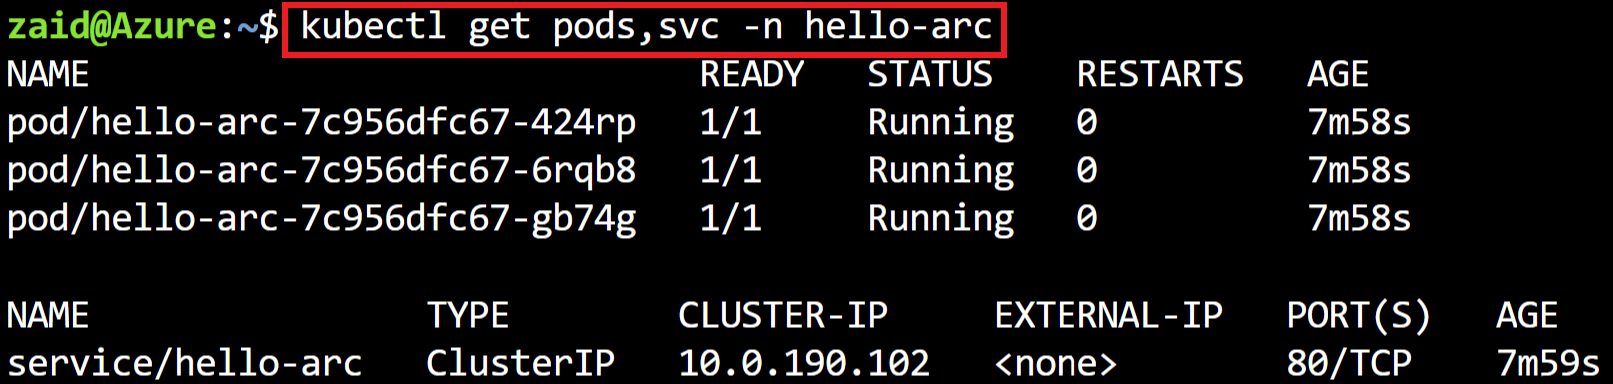 zaid@Azure:~$ kubectl get pods,svc -n hello-arc
NAME READY STATUS RESTARTS AGE
pod/hello-arc-7c956dfc67-424rp 1/1 Running 0 7m58s
pod/hello-arc-7c956dfc67-6rqb8 1/1 Running 0 7m58s
pod/hello-arc-7c956dfc67-gb74g 1/1 Running 0 7m58s
NAME TYPE CLUSTER-IP EXTERNAL-IP PORT(S) AGE
service/hello-arc ClusterIP 10.0.190.102 <none> 80/TCP 7m59s